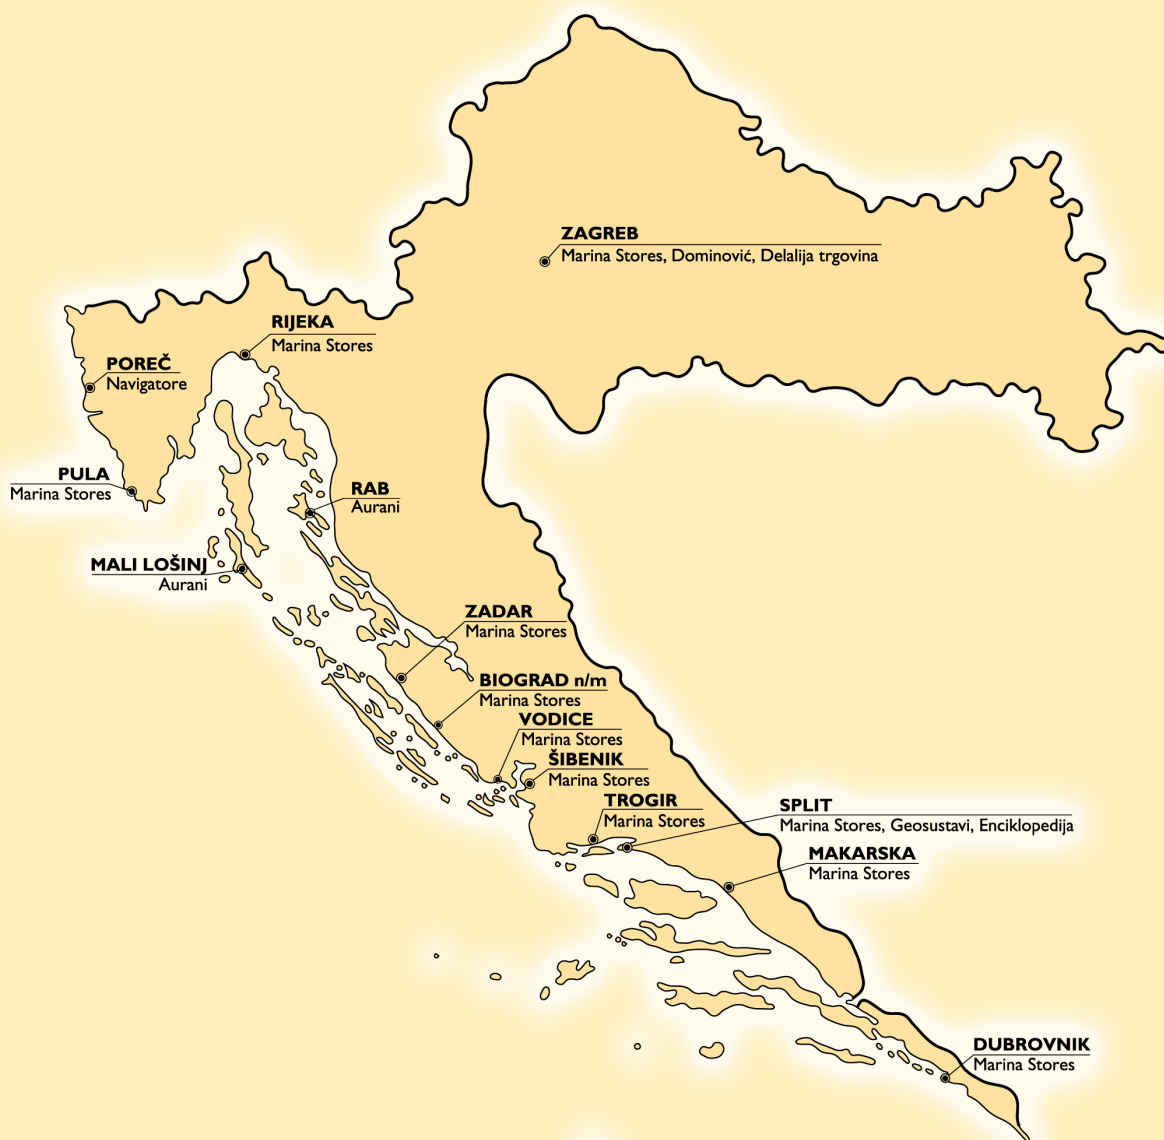 ZAGREB
Marina Stores, Dominović, Delalija trgovina
RIJEKA
Marina Stores
POREČ
Navigatore
PULA
Marina Stores
RAB
Aurani
MALI LOŠINJ
Aurani
ZADAR
Marina Stores
BIOGRAD n/m
Marina Stores
VODICE
Marina Stores
ŠIBENIK
Marina Stores
TROGIR
Marina Stores
SPLIT
Marina Stores, Geosustavi, Enciklopedija
MAKARSKA
Marina Stores
DUBROVNIK
Marina Stores